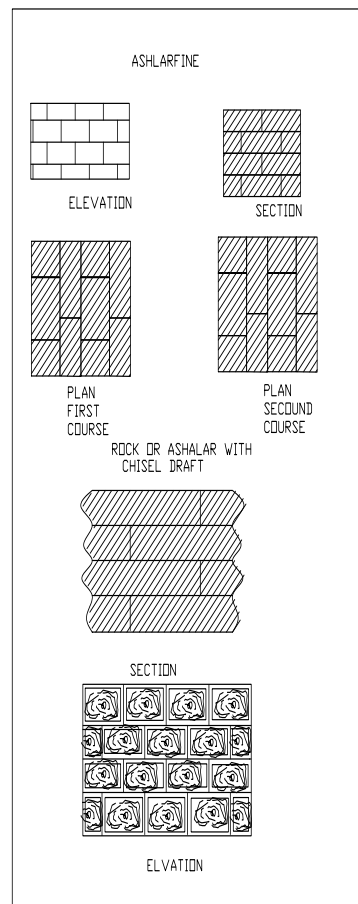 ASHLARFINE
ELEVATION
SECTION
PLAN
FIRST
COURSE
PLAN
SECOUND
COURSE
ROCK OR ASHALAR WITH
CHISEL DRAFT
SECTION
ELVATION